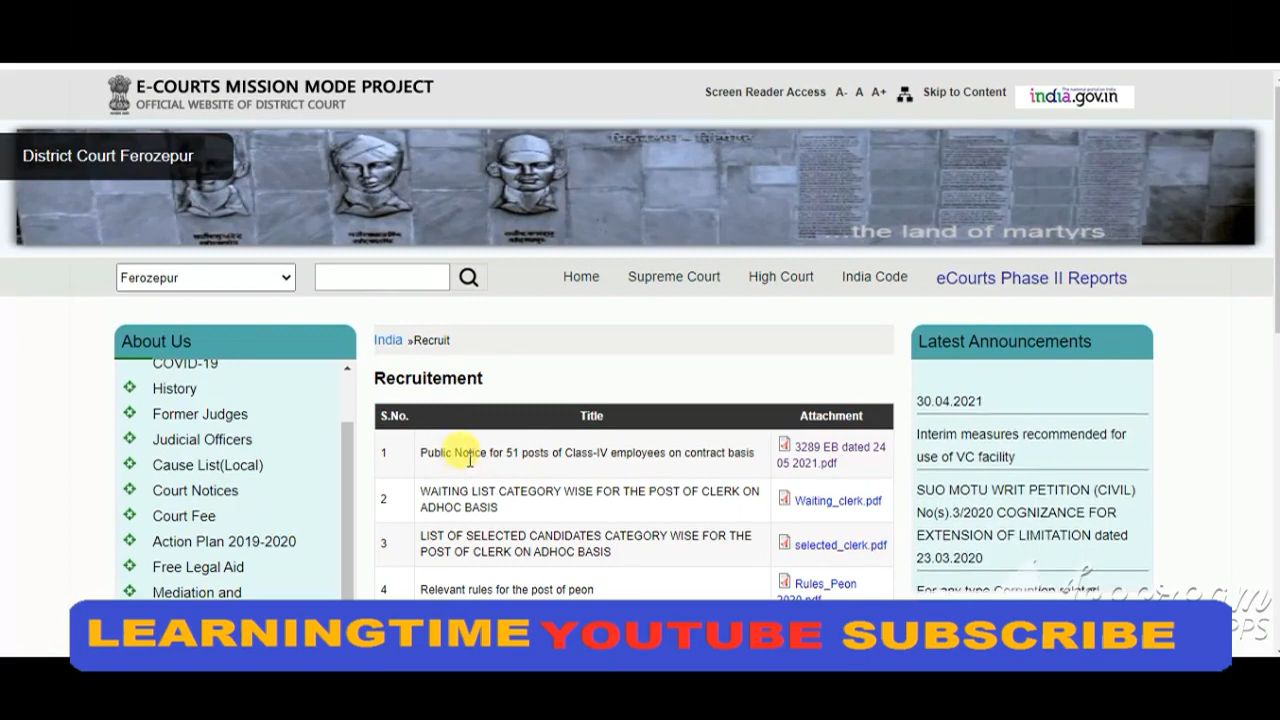 E-COURTS MISSION MODE PROJECT
OFFICIAL WEBSITE OF DISTRICT COURT
Screen Reader Access A- A A+ Skip to Content
india.gov.in
District Court Ferozepur
...the land of martyrs
Ferozepur
Home Supreme Court High Court India Code eCourts Phase II Reports
About Us
COVID-19
History
Former Judges
Judicial Officers
Cause List(Local)
Court Notices
Court Fee
Action Plan 2019-2020
Free Legal Aid
Mediation and
India »Recruit
Recruitement
S.No. Title Attachment
1 Public Notice for 51 posts of Class-IV employees on contract basis 3289 EB dated 24
05 2021.pdf
2 WAITING LIST CATEGORY WISE FOR THE POST OF CLERK ON
ADHOC BASIS Waiting_clerk.pdf
3 LIST OF SELECTED CANDIDATES CATEGORY WISE FOR THE
POST OF CLERK ON ADHOC BASIS selected_clerk.pdf
4 Relevant rules for the post of peon Rules_Peon
2020.pdf
Latest Announcements
30.04.2021
Interim measures recommended for
use of VC facility
SUO MOTU WRIT PETITION (CIVIL)
No(s).3/2020 COGNIZANCE FOR
EXTENSION OF LIMITATION dated
23.03.2020
For any type Corruption related
LEARNINGTIME YOUTUBE SUBSCRIBE